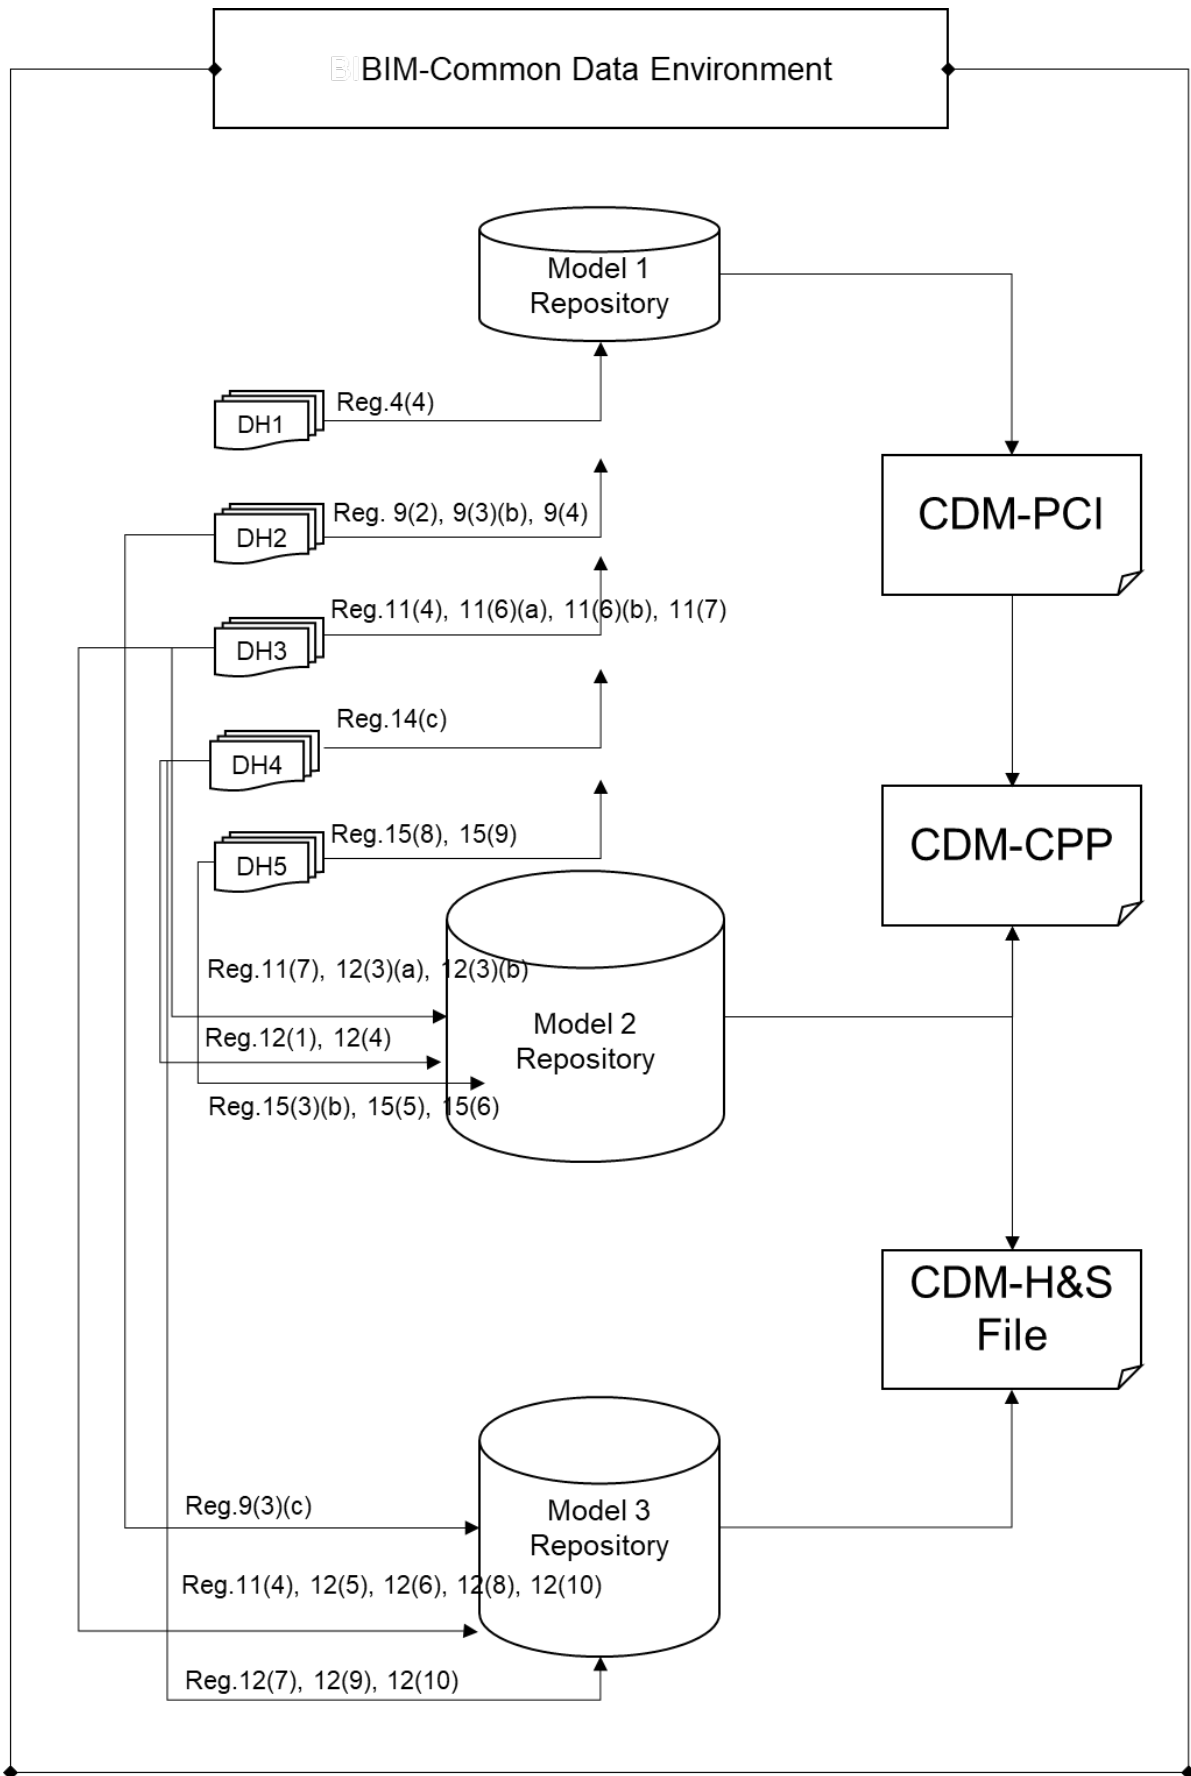 BIBIM-Common Data Environment
Model 1
Repository
Reg.4(4)
DH1
CDM-PCI
Reg. 9(2), 9(3)(b), 9(4)
DH2
Reg.11(4), 11(6)(a), 11(6)(b), 11(7)
DH3
Reg.14(c)
DH4
Reg.15(8), 15(9)
DH5
CDM-CPP
Reg.11(7), 12(3)(a), 12(3)(b)
Model 2
Repository
Reg.12(1), 12(4)
Reg.15(3)(b), 15(5), 15(6)
CDM-H&S
File
Reg.9(3)(c)
Model 3
Repository
Reg.11(4), 12(5), 12(6), 12(8), 12(10)
Reg.12(7), 12(9), 12(10)